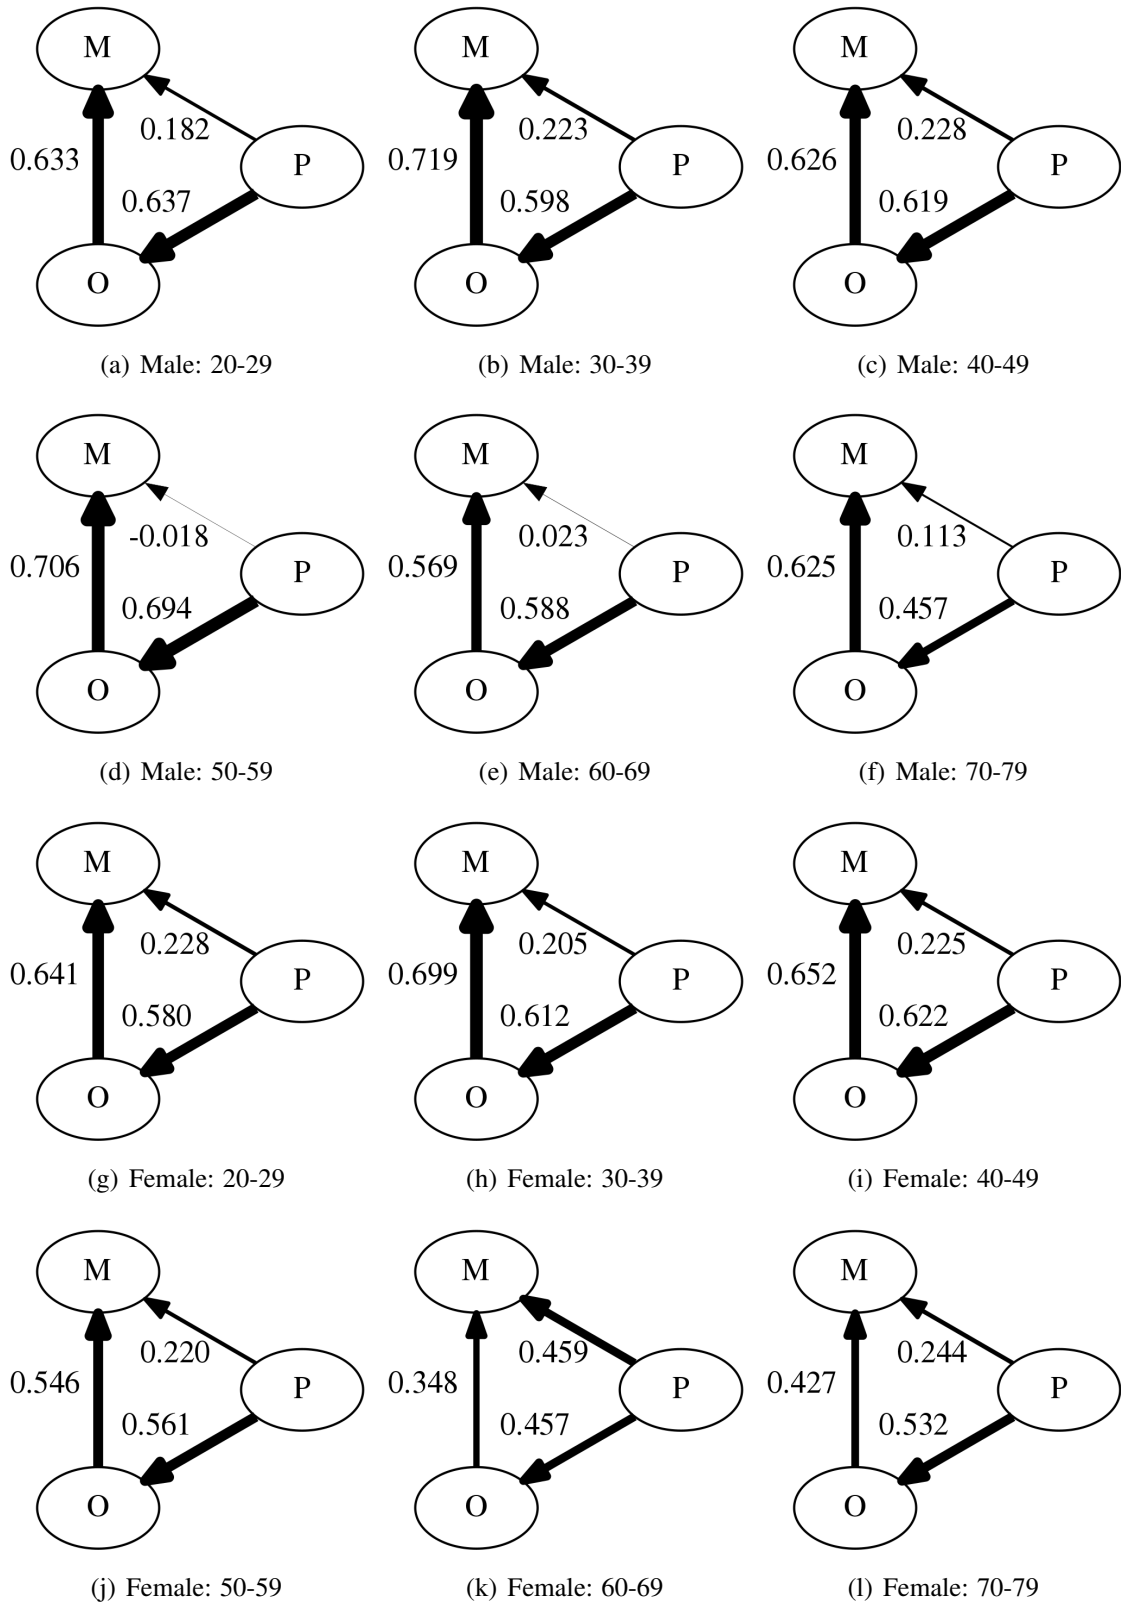 M
M
M
0.182
0.223
0.228
0.633
P
0.719
P
0.626
P
0.637
0.598
0.619
O
O
O
(a) Male: 20-29
(b) Male: 30-39
(c) Male: 40-49
M
M
M
-0.018
0.023
0.113
0.706
P
0.569
P
0.625
P
0.694
0.588
0.457
O
O
O
(d) Male: 50-59
(e) Male: 60-69
(f) Male: 70-79
M
M
M
0.228
0.205
0.225
0.641
P
0.699
P
0.652
P
0.580
0.612
0.622
O
O
O
(g) Female: 20-29
(h) Female: 30-39
(i) Female: 40-49
M
M
M
0.220
0.459
0.244
0.546
P
0.348
P
0.427
P
0.561
0.457
0.532
O
O
O
(j) Female: 50-59
(k) Female: 60-69
(l) Female: 70-79